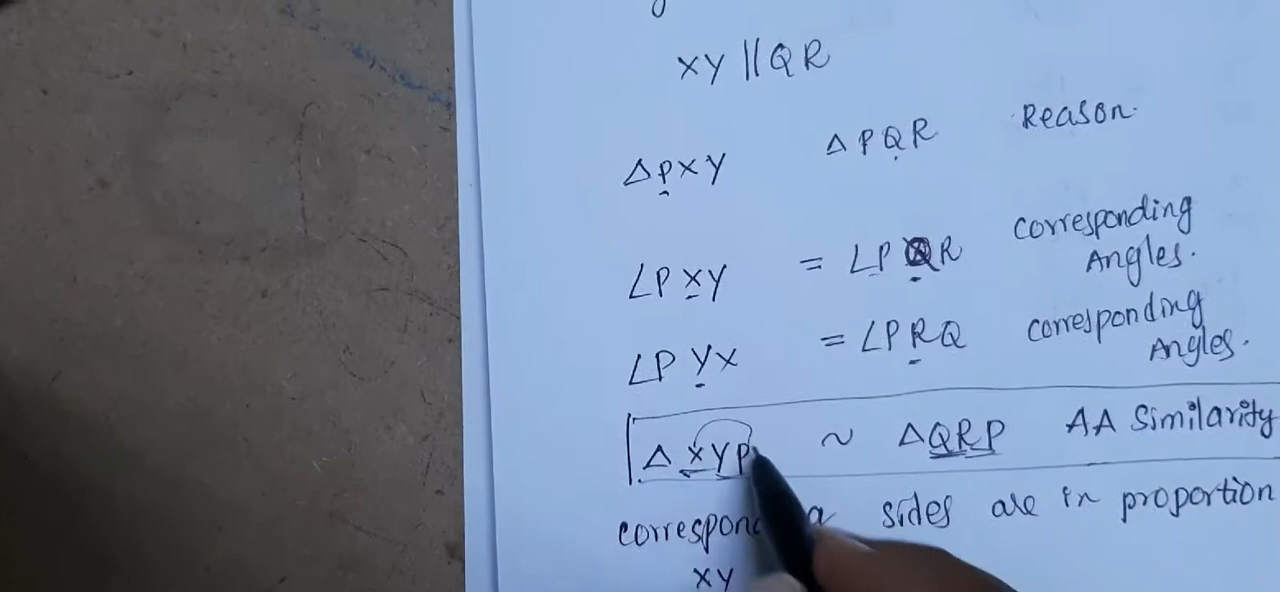 XY || QR
ΔPXY ΔPQR Reason.
∠PXY = ∠PQR corresponding Angles.
∠PYX = ∠PRQ corresponding Angles.
ΔXYP ~ ΔQRP AA Similarity
sides are in proportion
XY